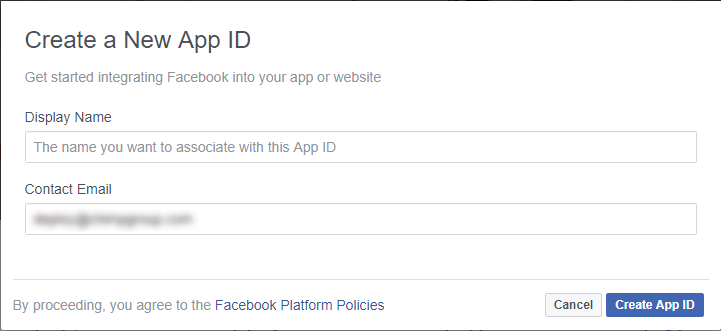 Create a New App ID
Get started integrating Facebook into your app or website
Display Name
The name you want to associate with this App ID
Contact Email
By proceeding, you agree to the Facebook Platform Policies
Cancel
Create App ID